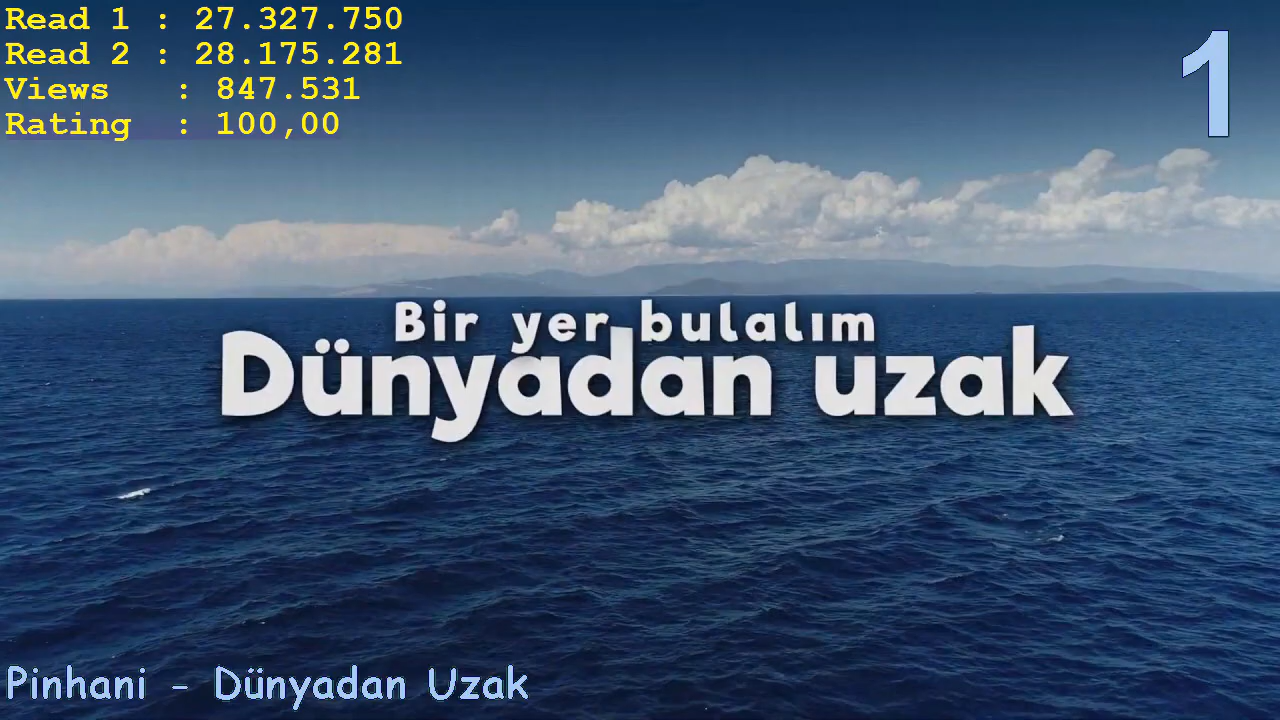 Read 1 : 27.327.750
Read 2 : 28.175.281
Views : 847.531
Rating : 100,00
1
Bir yer bulalım
Dünyadan uzak
Pinhani - Dünyadan Uzak